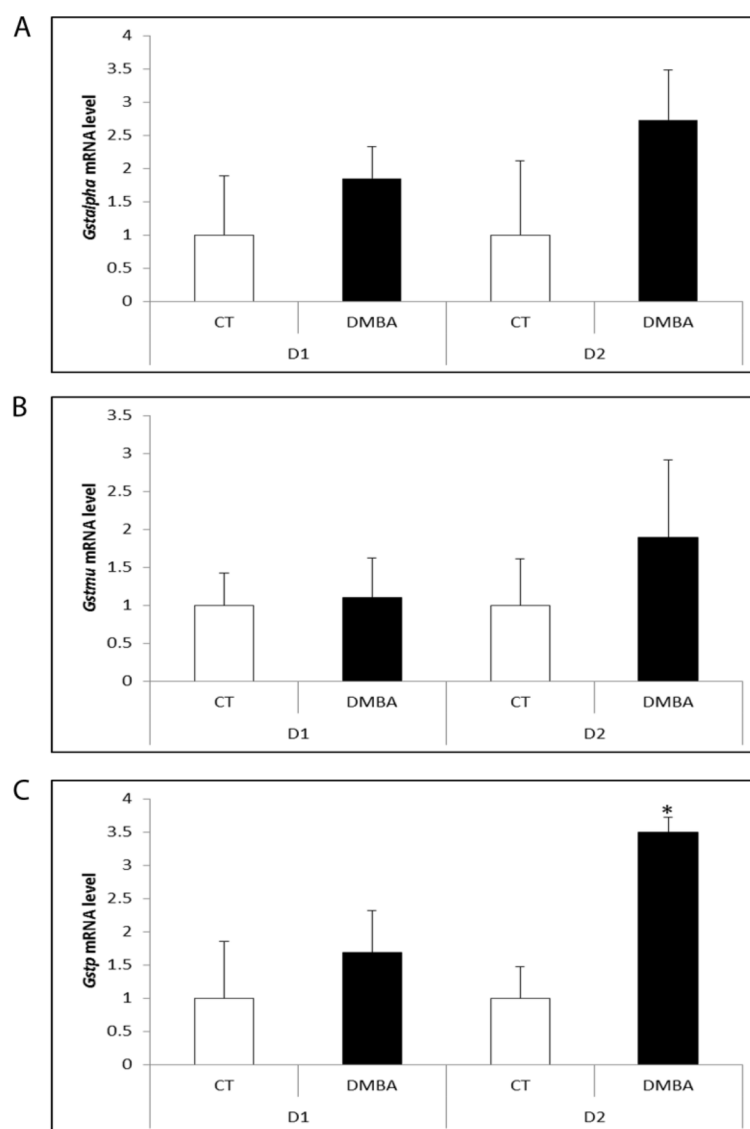 A
Gstalpha mRNA level
4
3.5
3
2.5
2
1.5
1
0.5
0
CT DMBA CT DMBA
D1 D2
B
Gstmu mRNA level
3.5
3
2.5
2
1.5
1
0.5
0
CT DMBA CT DMBA
D1 D2
C
Gstp mRNA level
4
3.5
3
2.5
2
1.5
1
0.5
0
*
CT DMBA CT DMBA
D1 D2